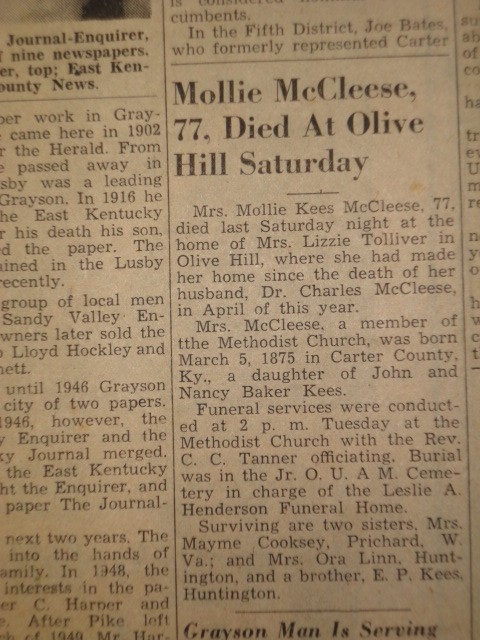 Journal-Enquirer,
nine newspapers.
er, top; East Ken-
ounty News.
per work in Gray-
came here in 1902
r the Herald. From
e passed away in
sby was a leading
Grayson. In 1916 he
he East Kentucky
r his death his son,
d the paper. The
ained in the Lusby
recently.
group of local men
Sandy Valley En-
wners later sold the
Lloyd Hockley and
nett.
until 1946 Grayson
city of two papers.
1946, however, the
Enquirer and the
ky Journal merged.
the East Kentucky
ht the Enquirer, and
paper The Journal-
next two years. The
into the hands of
amily. In 1948, the
interests in the pa-
er C. Harper and
e. After Pike left
of 1949, Mr. Har-
cumbents.
In the Fifth District, Joe Bates,
who formerly represented Carter
Mollie McCleese,
77, Died At Olive
Hill Saturday
Mrs. Mollie Kees McCleese, 77,
died last Saturday night at the
home of Mrs. Lizzie Tolliver in
Olive Hill, where she had made
her home since the death of her
husband, Dr. Charles McCleese,
in April of this year.
Mrs. McCleese, a member of
tthe Methodist Church, was born
March 5, 1875 in Carter County,
Ky., a daughter of John and
Nancy Baker Kees.
Funeral services were conduct-
ed at 2 p. m. Tuesday at the
Methodist Church with the Rev.
C. C. Tanner officiating. Burial
was in the Jr. O. U. A M. Ceme-
tery in charge of the Leslie A.
Henderson Funeral Home.
Surviving are two sisters, Mrs.
Mayme Cooksey, Prichard, W.
Va.; and Mrs. Ora Linn, Hunt-
ington, and a brother, E. P. Kees,
Huntington.
Grayson Man Is Serving